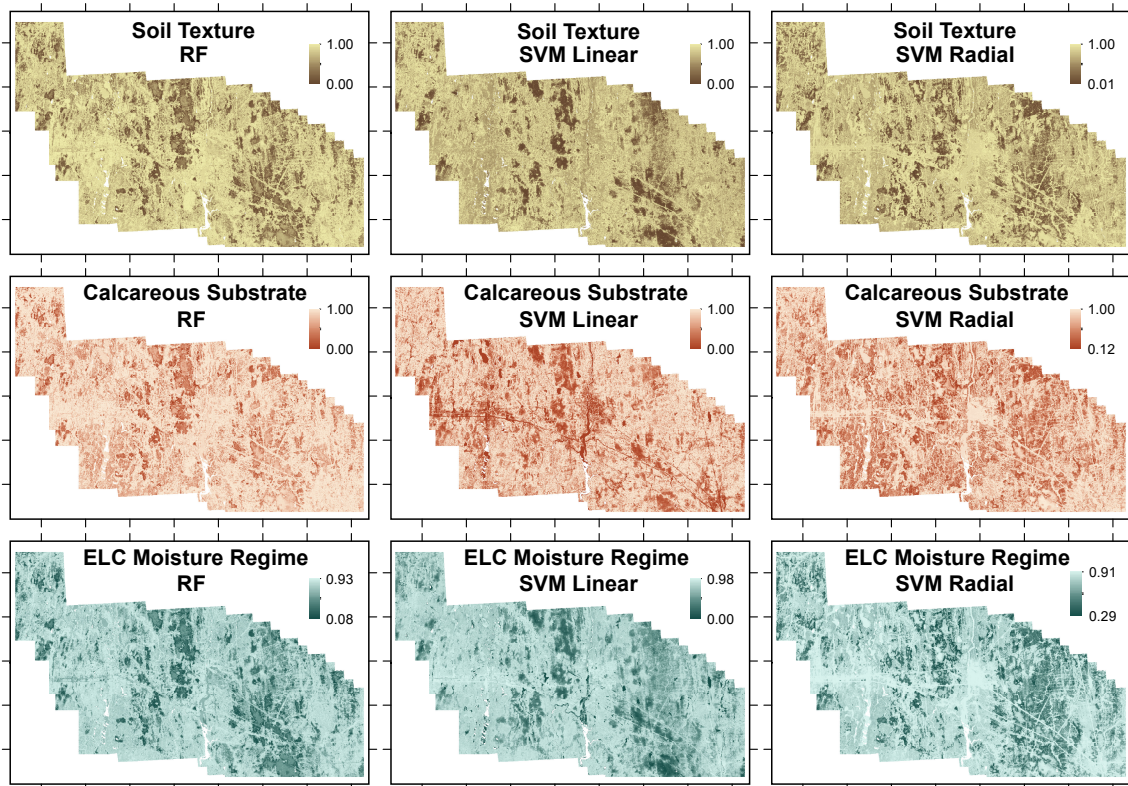 Soil Texture
RF
1.00
0.00
Soil Texture
SVM Linear
1.00
0.00
Soil Texture
SVM Radial
1.00
0.01
Calcareous Substrate
RF
1.00
0.00
Calcareous Substrate
SVM Linear
1.00
0.00
Calcareous Substrate
SVM Radial
1.00
0.12
ELC Moisture Regime
RF
0.93
0.08
ELC Moisture Regime
SVM Linear
0.98
0.00
ELC Moisture Regime
SVM Radial
0.91
0.29